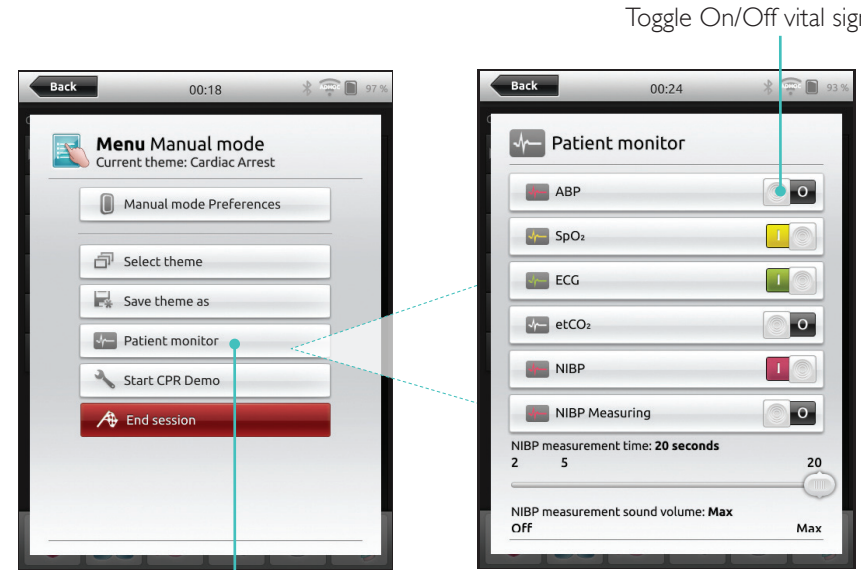 Toggle On/Off vital sign
Back
00:18
97 %
Menu Manual mode
Current theme: Cardiac Arrest
Manual mode Preferences
Select theme
Save theme as
Patient monitor
Start CPR Demo
End session
Back
00:24
93 %
Patient monitor
ABP
O
SpO₂
I
ECG
I
etCO₂
O
NIBP
I
NIBP Measuring
O
NIBP measurement time: 20 seconds
2 5 20
NIBP measurement sound volume: Max
Off Max